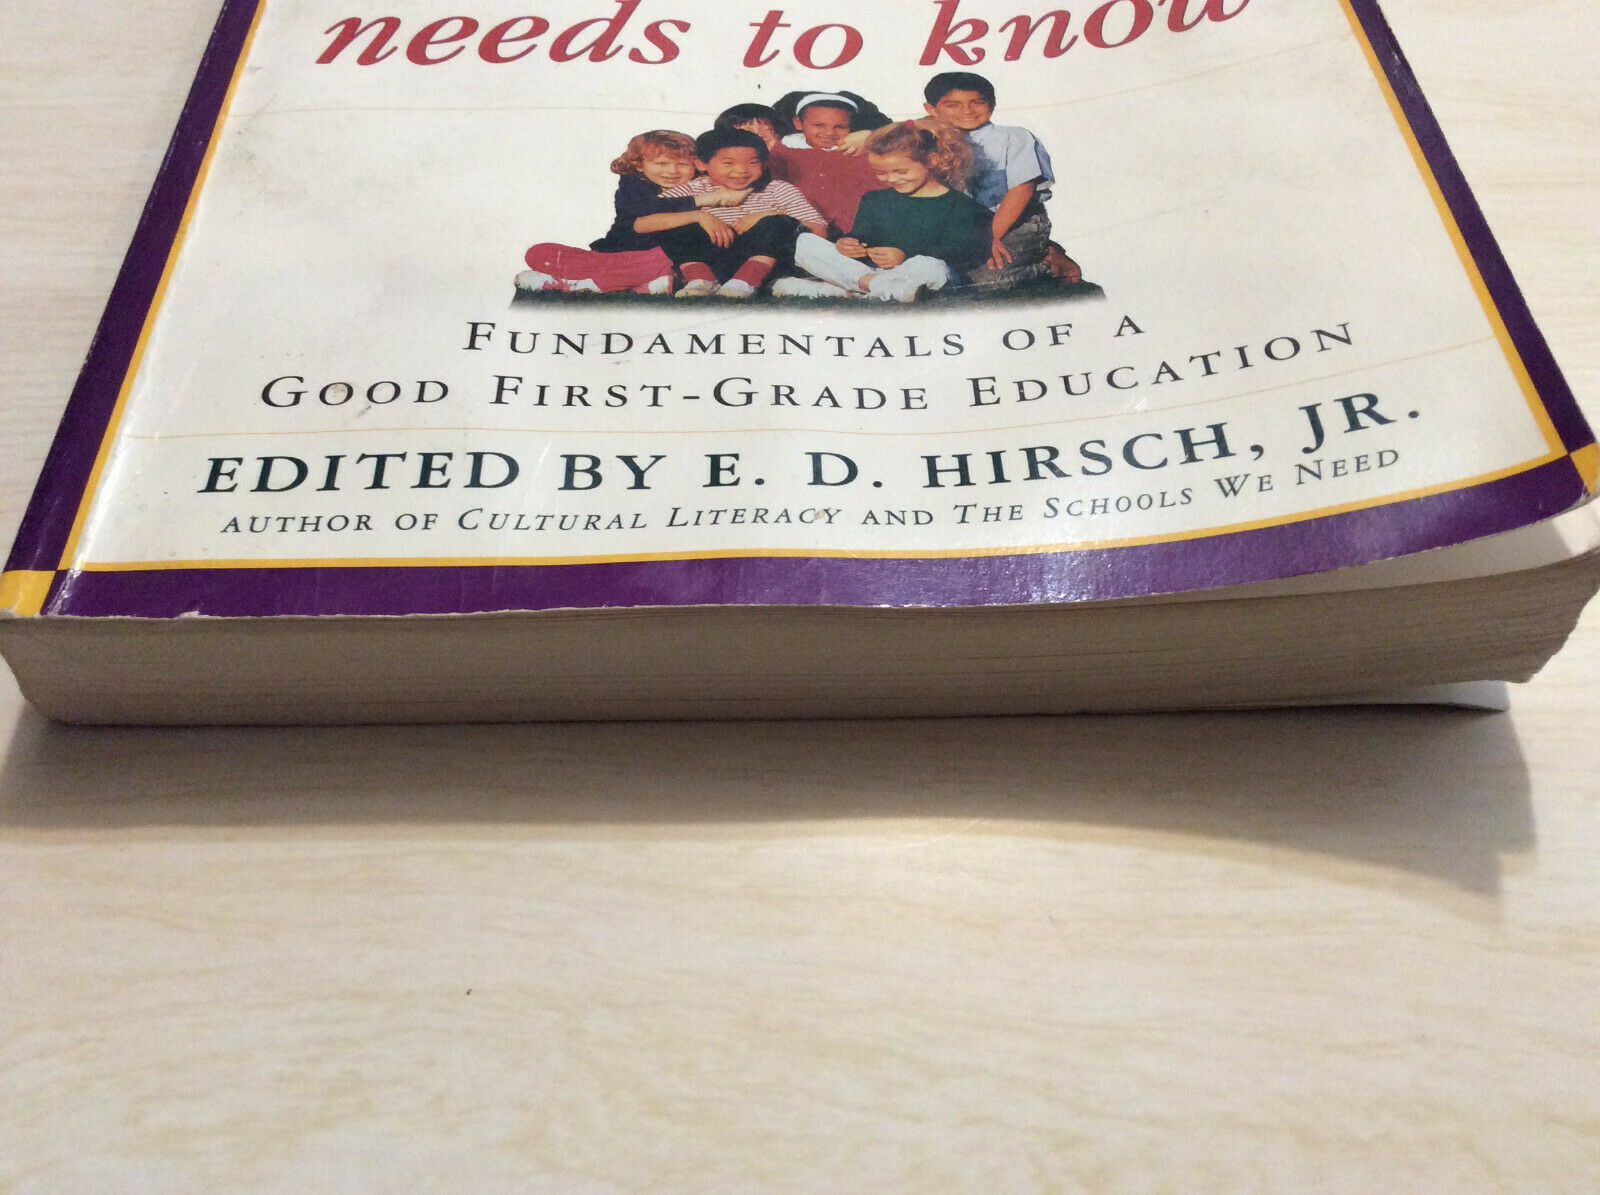 needs to know
FUNDAMENTALS OF A
GOOD FIRST-GRADE EDUCATION
EDITED BY E. D. HIRSCH, JR.
AUTHOR OF CULTURAL LITERACY AND THE SCHOOLS WE NEED